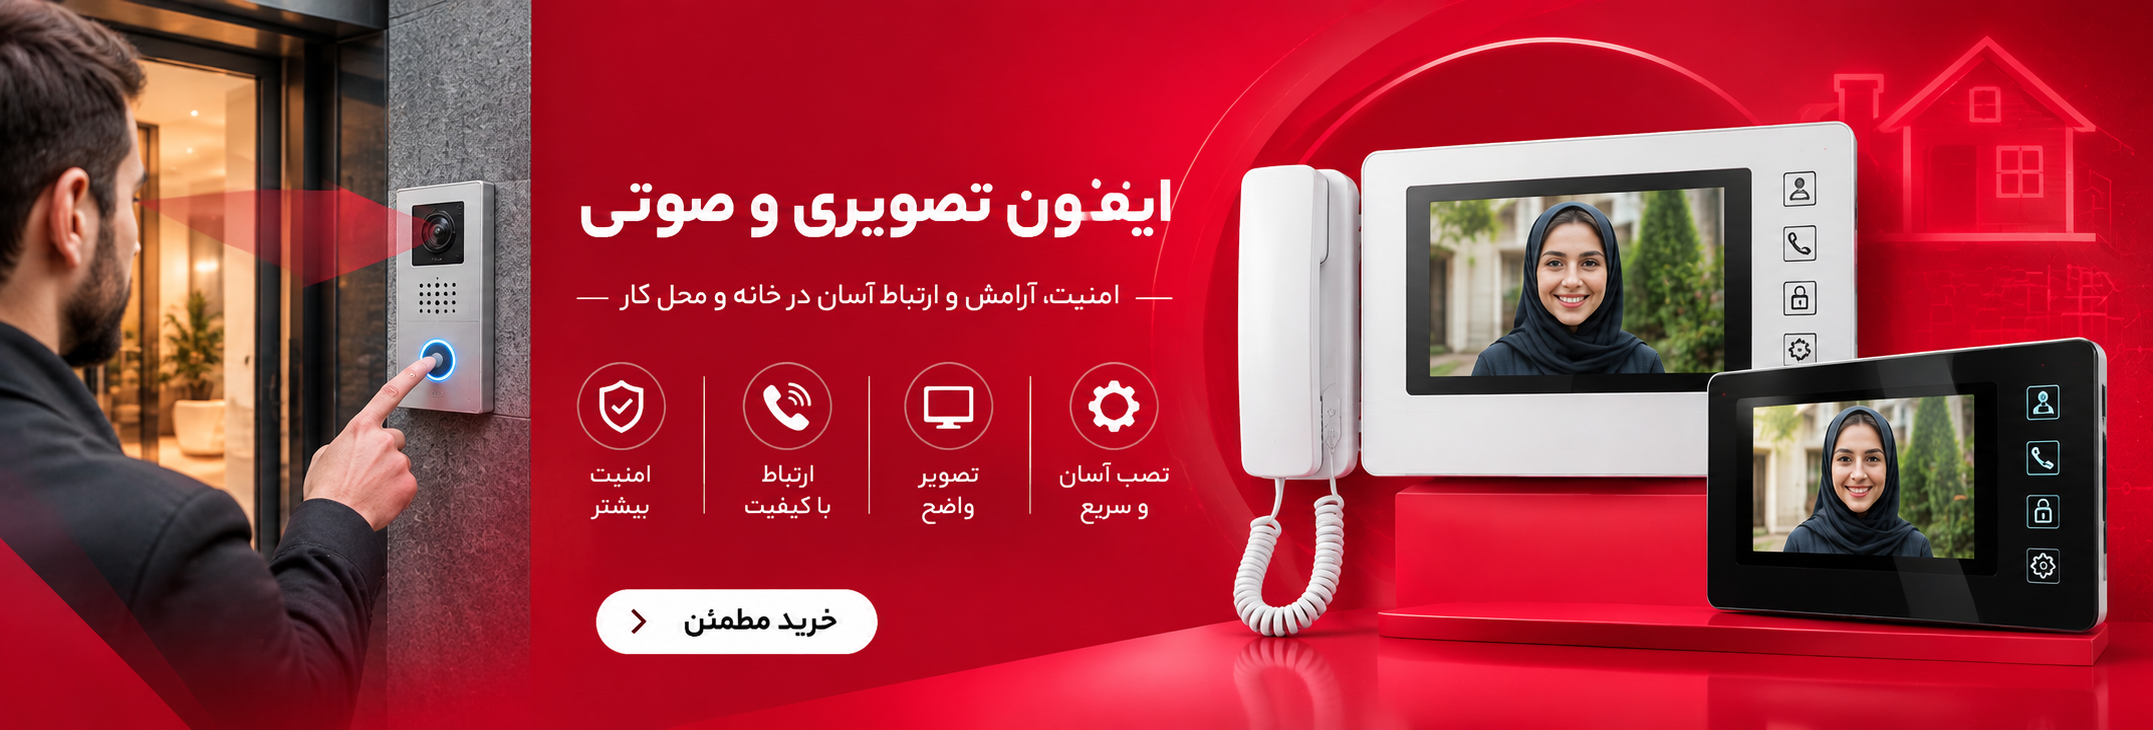 ایفون تصویری و صوتی
امنیت، آرامش و ارتباط آسان در خانه و محل کار
تصب آسان
و سریع
تصویر
واضح
ارتباط
با کیفیت
امنیت
بیشتر
خرید مطمئن